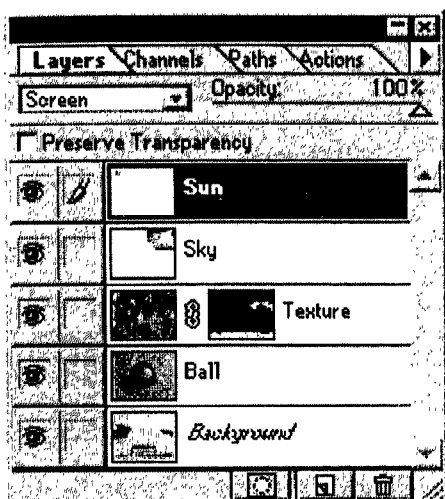 Layers Channels Paths Actions
Screen Opacity: 100%
Preserve Transparency
Sun
Sky
Texture
Ball
Background